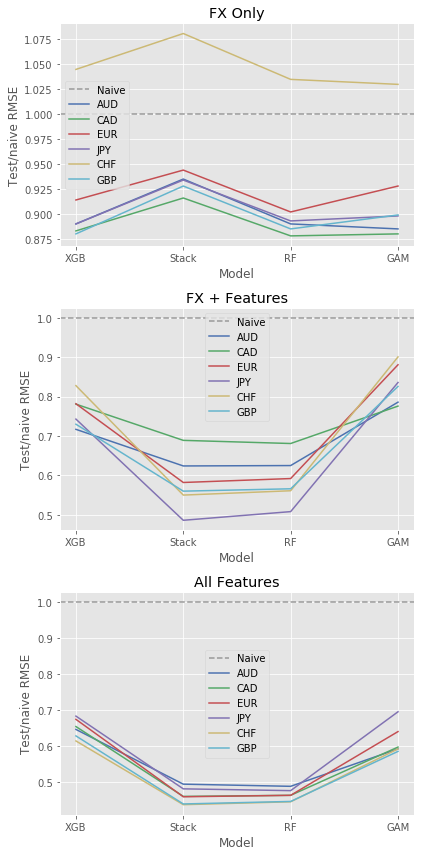 FX Only
1.075
1.050
1.025
1.000
0.975
0.950
0.925
0.900
0.875
Test/naive RMSE
Naive
AUD
CAD
EUR
JPY
CHF
GBP
XGB Stack RF GAM
Model
FX + Features
1.0
0.9
0.8
0.7
0.6
0.5
Test/naive RMSE
Naive
AUD
CAD
EUR
JPY
CHF
GBP
XGB Stack RF GAM
Model
All Features
1.0
0.9
0.8
0.7
0.6
0.5
Test/naive RMSE
Naive
AUD
CAD
EUR
JPY
CHF
GBP
XGB Stack RF GAM
Model